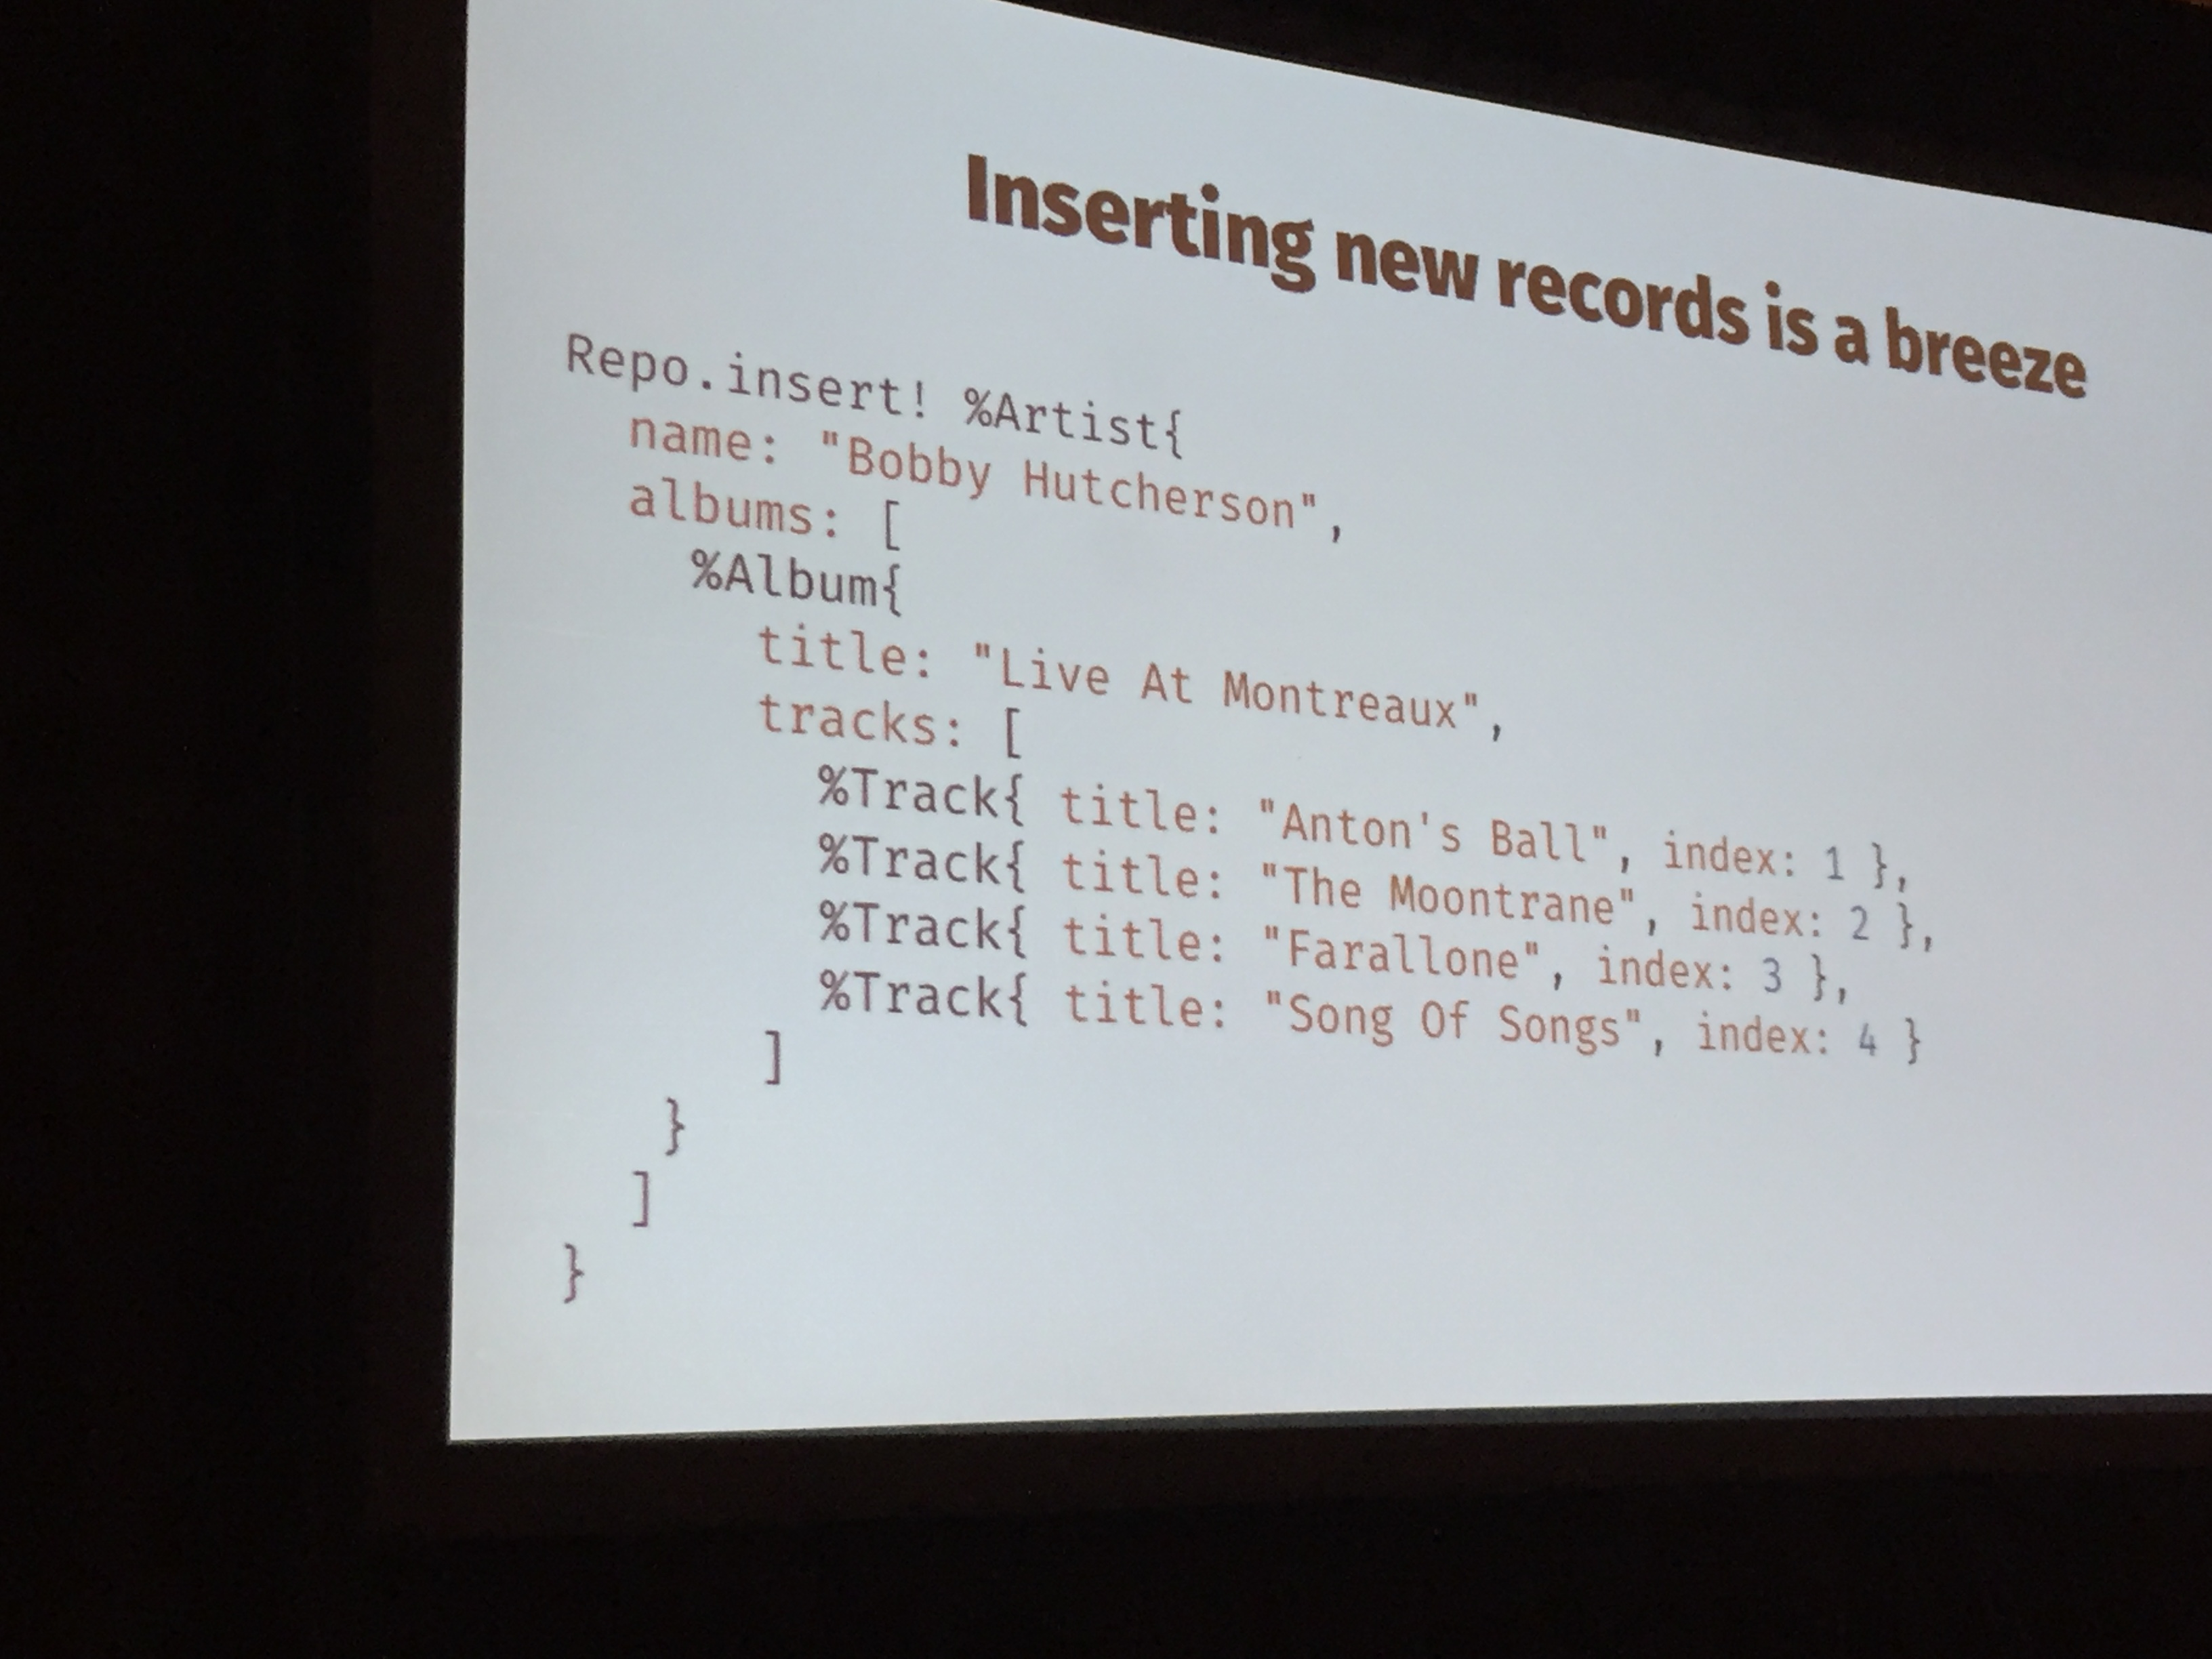 Inserting new records is a breeze
Repo.insert! %Artist{
  name: "Bobby Hutcherson",
  albums: [
    %Album{
      title: "Live At Montreaux",
      tracks: [
        %Track{ title: "Anton's Ball", index: 1 },
        %Track{ title: "The Moontrane", index: 2 },
        %Track{ title: "Farallone", index: 3 },
        %Track{ title: "Song Of Songs", index: 4 }
      ]
   }
  ]
}